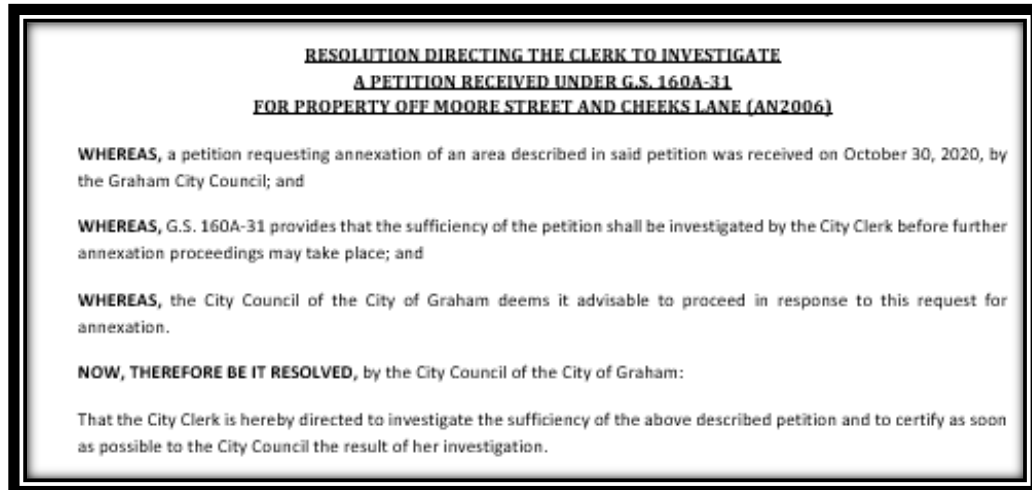 RESOLUTION DIRECTING THE CLERK TO INVESTIGATE
A PETITION RECEIVED UNDER G.S. 160A-31
FOR PROPERTY OFF MOORE STREET AND CHEEKS LANE (AN2006)
WHEREAS, a petition requesting annexation of an area described in said petition was received on October 30, 2020, by
the Graham City Council; and
WHEREAS, G.S. 160A-31 provides that the sufficiency of the petition shall be investigated by the City Clerk before further
annexation proceedings may take place; and
WHEREAS, the City Council of the City of Graham deems it advisable to proceed in response to this request for
annexation.
NOW, THEREFORE BE IT RESOLVED, by the City Council of the City of Graham:
That the City Clerk is hereby directed to investigate the sufficiency of the above described petition and to certify as soon
as possible to the City Council the result of her investigation.